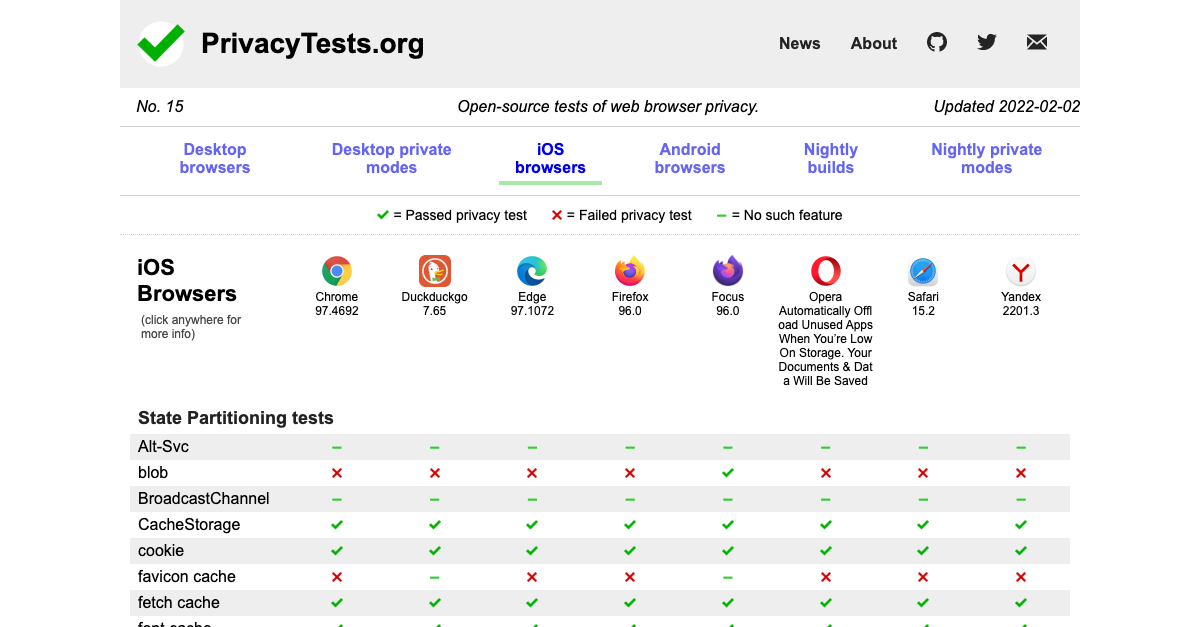 PrivacyTests.org
News About
No. 15 Open-source tests of web browser privacy. Updated 2022-02-02
Desktop browsers
Desktop private modes
iOS browsers
Android browsers
Nightly builds
Nightly private modes
✓ = Passed privacy test ✕ = Failed privacy test – = No such feature
iOS
Browsers
(click anywhere for
more info)
Chrome
97.4692
Duckduckgo
7.65
Edge
97.1072
Firefox
96.0
Focus
96.0
Opera
Automatically Offl
oad Unused Apps
When You’re Low
On Storage. Your
Documents & Dat
a Will Be Saved
Safari
15.2
Yandex
2201.3
State Partitioning tests
Alt-Svc
blob
BroadcastChannel
CacheStorage
cookie
favicon cache
fetch cache
font cache